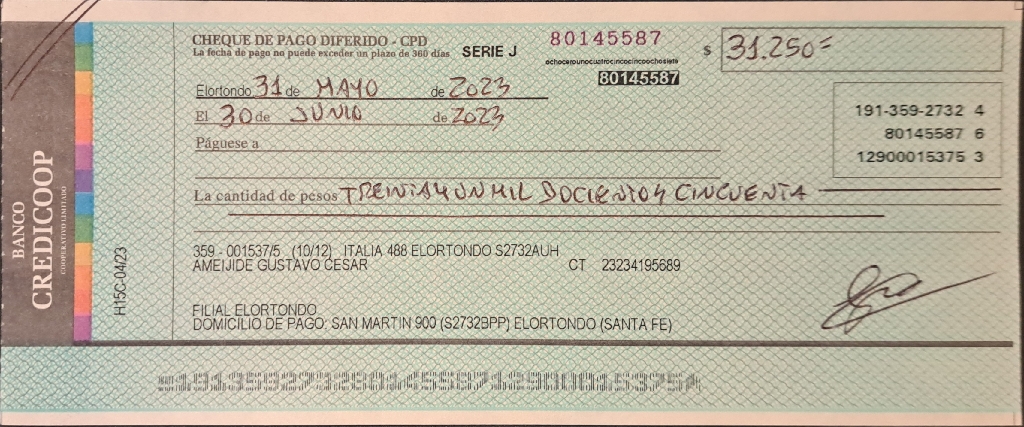 BANCO
CREDICOOP
COOPERATIVO LIMITADO
H15C-04/23
CHEQUE DE PAGO DIFERIDO - CPD
La fecha de pago no puede exceder un plazo de 360 días
SERIE J
80145587
ochocerounocuatrocincocincoochosiete
80145587
$ 31.250=
Elortondo 31 de MAYO de 2023
El 30 de JUNIO de 2023
Páguese a
191-359-2732 4
80145587 6
12900015375 3
La cantidad de pesos TREINTA Y UN MIL DOCIENTOS CINCUENTA
359 - 001537/5 (10/12) ITALIA 488 ELORTONDO S2732AUH
AMEIJIDE GUSTAVO CESAR CT 23234195689
FILIAL ELORTONDO
DOMICILIO DE PAGO: SAN MARTIN 900 (S2732BPP) ELORTONDO (SANTA FE)